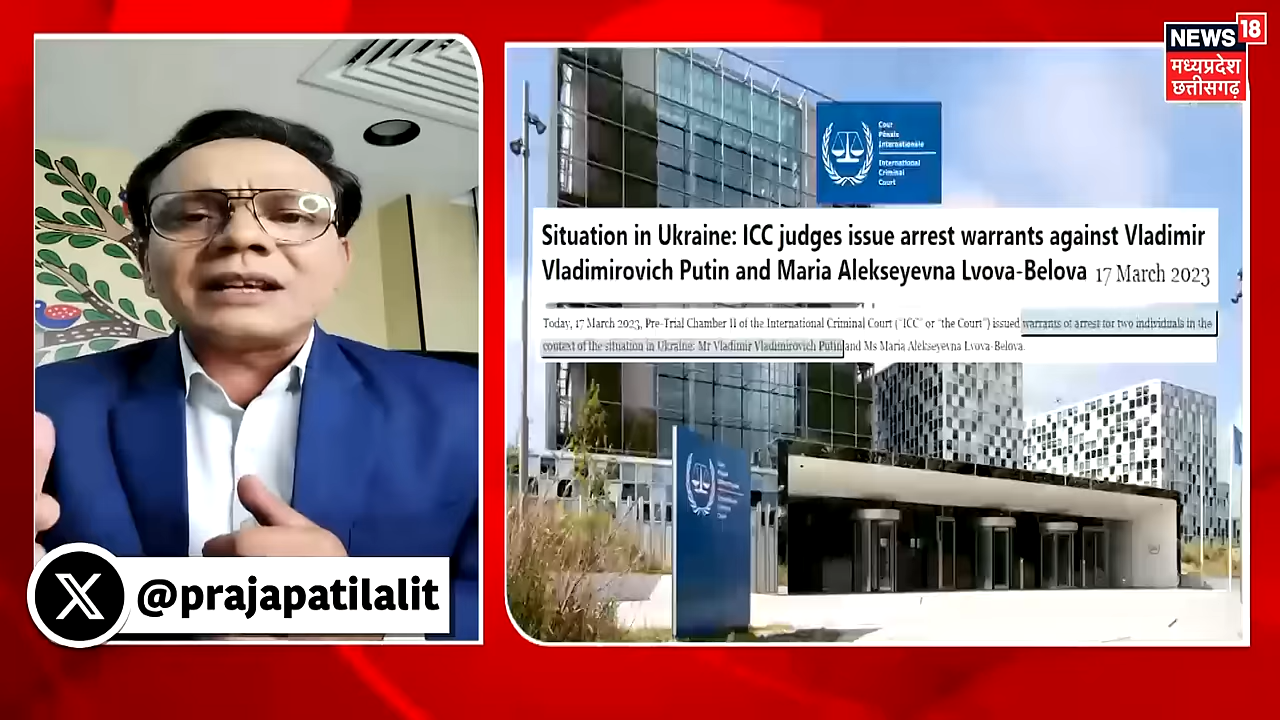 NEWS 18
मध्यप्रदेश
छत्तीसगढ़
Cour
Pénale
Internationale
International
Criminal
Court
Situation in Ukraine: ICC judges issue arrest warrants against Vladimir
Vladimirovich Putin and Maria Alekseyevna Lvova-Belova 17 March 2023
Today, 17 March 2023, Pre-Trial Chamber II of the International Criminal Court ("ICC" or "the Court") issued warrants of arrest for two individuals in the
context of the situation in Ukraine: Mr Vladimir Vladimirovich Putin and Ms Maria Alekseyevna Lvova-Belova.
@prajapatilalit